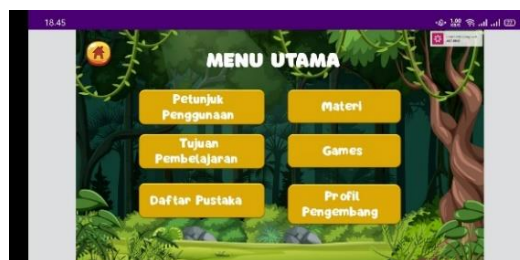 18.45
MENU UTAMA
Petunjuk
Penggunaan
Materi
Tujuan
Pembelajaran
Games
Daftar Pustaka
Profil
Pengembang